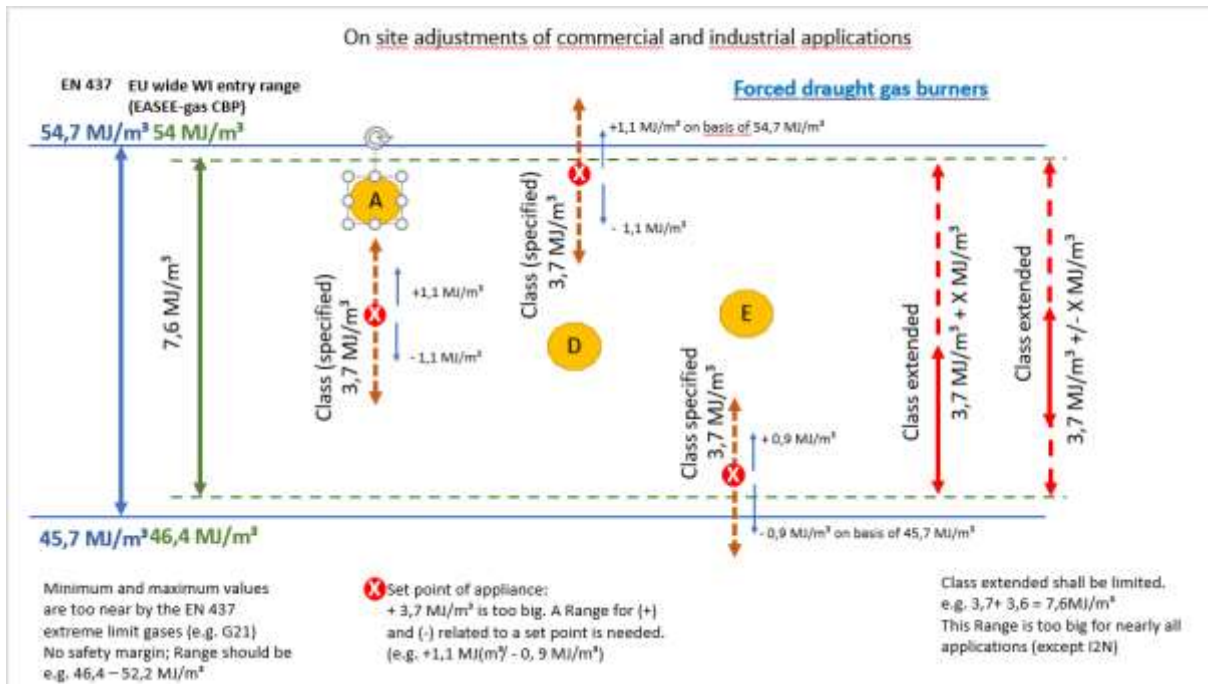 On site adjustments of commercial and industrial applications
EN 437 EU wide WI entry range
(EASEE-gas CBP)
Forced draught gas burners
54,7 MJ/m³ 54 MJ/m³
+1,1 MJ/m³ on basis of 54,7 MJ/m³
A
X
Class (specified)
3,7 MJ/m³
- 1,1 MJ/m³
7,6 MJ/m³
Class (specified)
3,7 MJ/m³
+1,1 MJ/m³
X
- 1,1 MJ/m³
D
E
Class specified
3,7 MJ/m³
+ 0,9 MJ/m³
X
- 0,9 MJ/m³ on basis of 45,7 MJ/m³
Class extended
3,7 MJ/m³ + X MJ/m³
Class extended
3,7 MJ/m³ +/- X MJ/m³
45,7 MJ/m³ 46,4 MJ/m³
Minimum and maximum values
are too near by the EN 437
extreme limit gases (e.g. G21)
No safety margin; Range should be
e.g. 46,4 – 52,2 MJ/m³
X Set point of appliance:
+ 3,7 MJ/m³ is too big. A Range for (+)
and (-) related to a set point is needed.
(e.g. +1,1 MJ(m³/ - 0, 9 MJ/m³)
Class extended shall be limited.
e.g. 3,7+ 3,6 = 7,6MJ/m³
This Range is too big for nearly all
applications (except I2N)